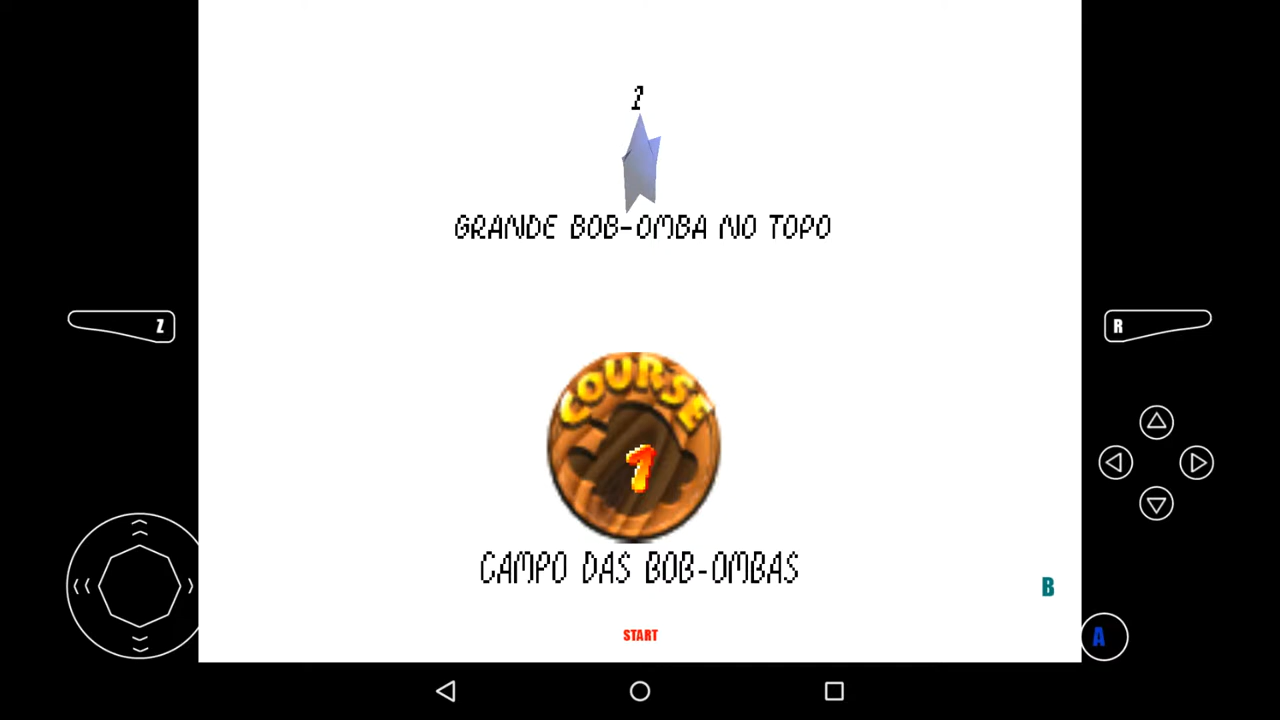 1
GRANDE BOB-OMBA NO TOPO
Z
R
COURSE
1
CAMPO DAS BOB-OMBAS
B
START
A